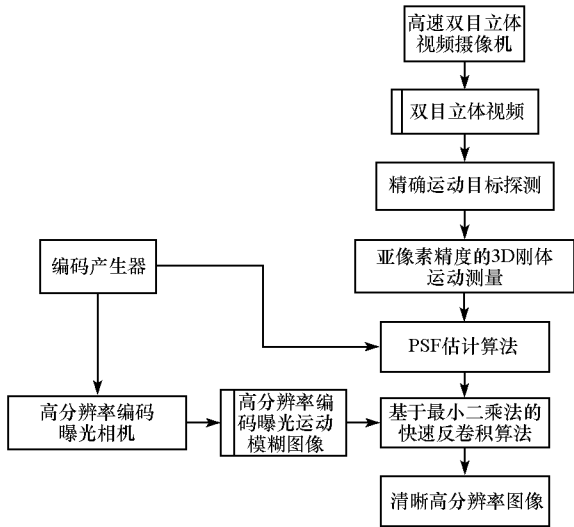 高速双目立体
视频摄像机
双目立体视频
精确运动目标探测
亚像素精度的3D刚体
运动测量
编码产生器
PSF估计算法
高分辨率编码
曝光相机
高分辨率编
码曝光运动
模糊图像
基于最小二乘法的
快速反卷积算法
清晰高分辨率图像